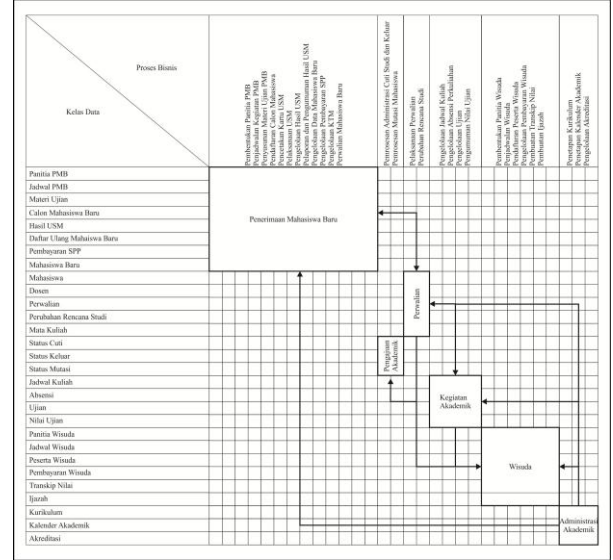 Proses Bisnis
Kelas Data
Pembentukan Panitia PMB
Penjadwalan Kegiatan PMB
Penyusunan Materi Ujian PMB
Pendaftaran Calon Mahasiswa
Pencetakan Kartu USM
Pelaksanaan USM
Pengelolaan Hasil USM
Pelaporan dan Pengumuman Hasil USM
Pengelolaan Data Mahasiswa Baru
Pengelolaan Pembayaran SPP
Pengelolaan KTM
Perwalian Mahasiswa Baru
Pemrosesan Administrasi Cuti Studi dan Keluar
Pemrosesan Mutasi Mahasiswa
Pelaksanaan Perwalian
Perubahan Rencana Studi
Pengelolaan Jadwal Kuliah
Pengelolaan Absensi Perkuliahan
Pengelolaan Ujian
Pengumuman Nilai Ujian
Pembentukan Panitia Wisuda
Penjadwalan Wisuda
Pendaftaran Peserta Wisuda
Pengelolaan Pembayaran Wisuda
Pembuatan Transkip Nilai
Pembuatan Ijazah
Penetapan Kurikulum
Penetapan Kalender Akademik
Pengelolaan Akreditasi
Panitia PMB
Jadwal PMB
Materi Ujian
Calon Mahasiswa Baru
Hasil USM
Daftar Ulang Mahaiswa Baru
Pembayaran SPP
Mahasiswa Baru
Mahasiswa
Dosen
Perwalian
Perubahan Rencana Studi
Mata Kuliah
Status Cuti
Status Keluar
Status Mutasi
Jadwal Kuliah
Absensi
Ujian
Nilai Ujian
Panitia Wisuda
Jadwal Wisuda
Peserta Wisuda
Pembayaran Wisuda
Transkip Nilai
Ijazah
Kurikulum
Kalender Akademik
Akreditasi
Penerimaan Mahasiswa Baru
Perwalian
Pengajuan
Akademik
Kegiatan
Akademik
Wisuda
Administrasi
Akademik